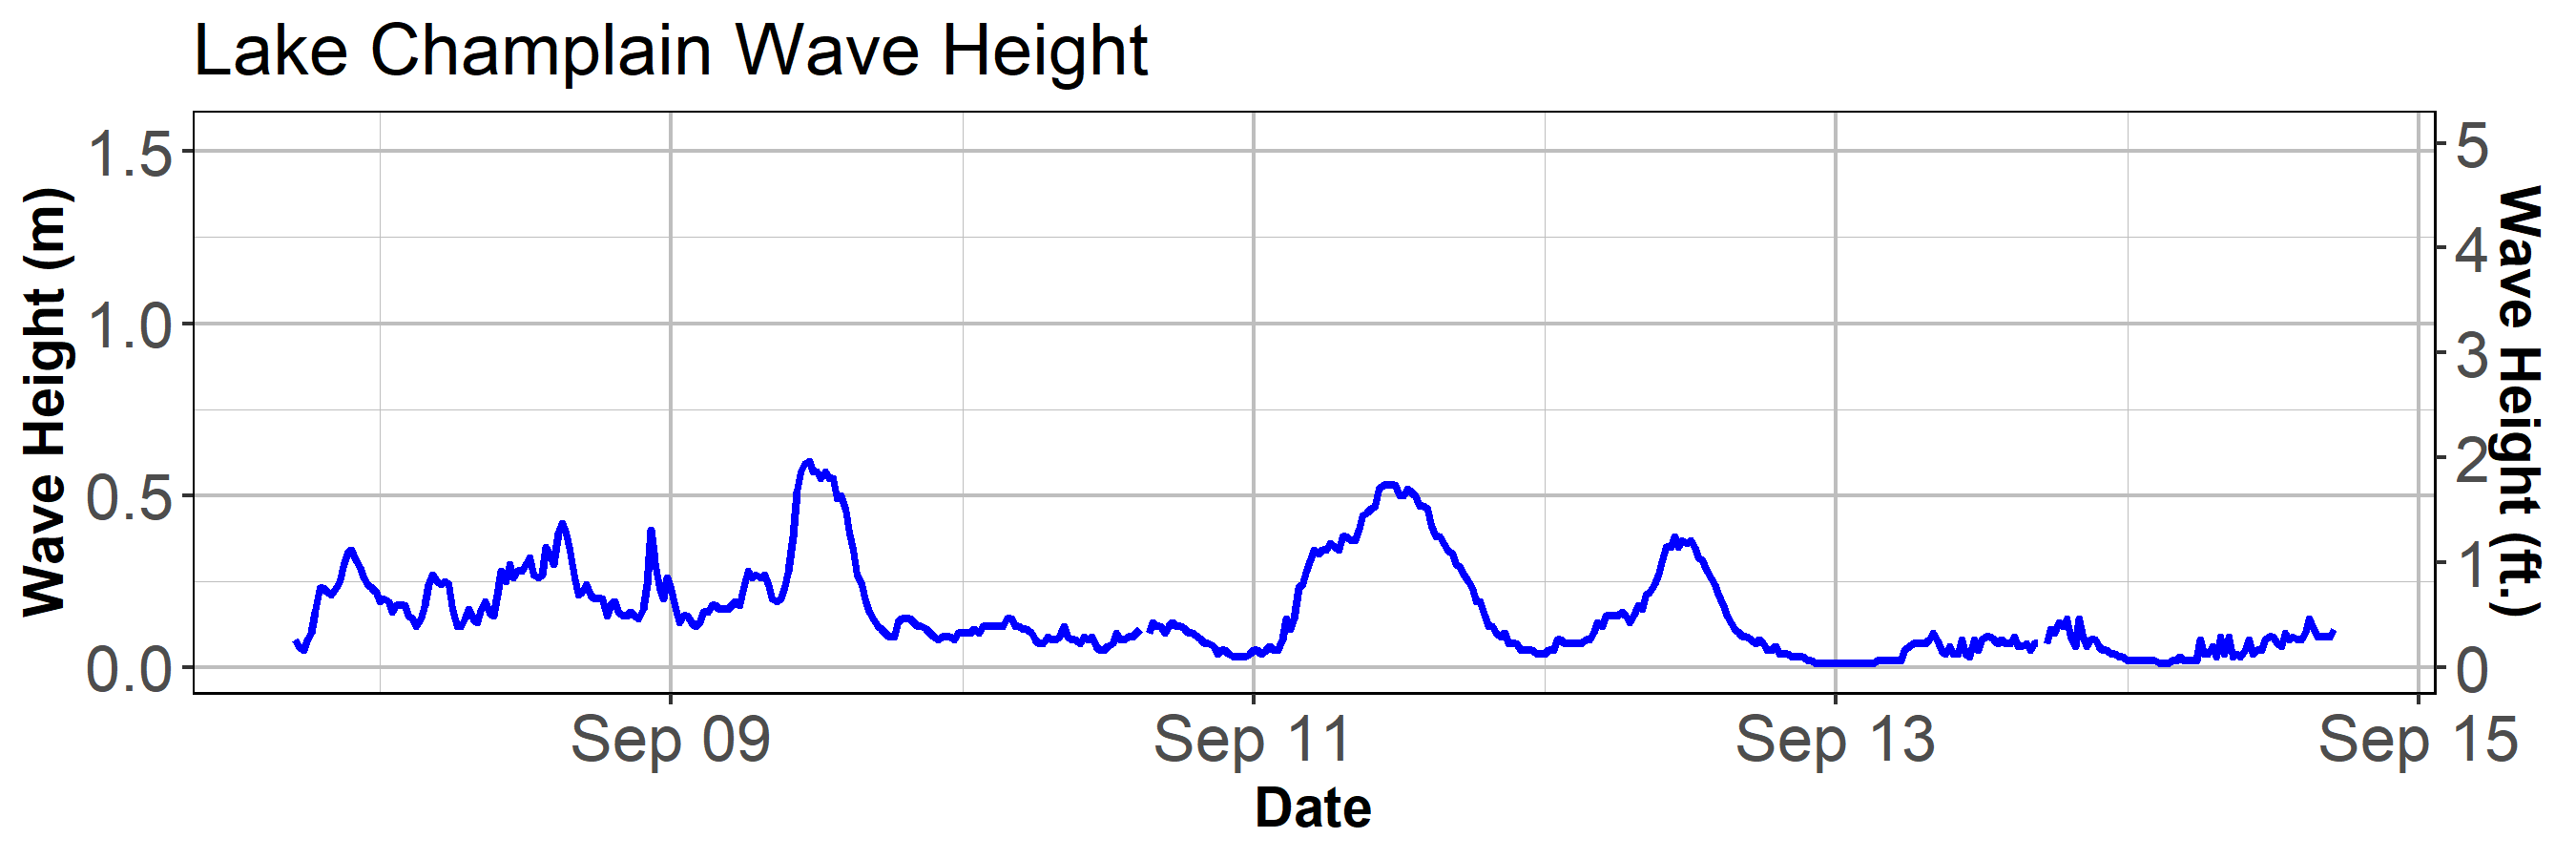 Lake Champlain Wave Height
Wave Height (m)
1.5
1.0
0.5
0.0
5
4
3
2
1
0
Wave Height (ft.)
Sep 09
Sep 11
Sep 13
Sep 15
Date